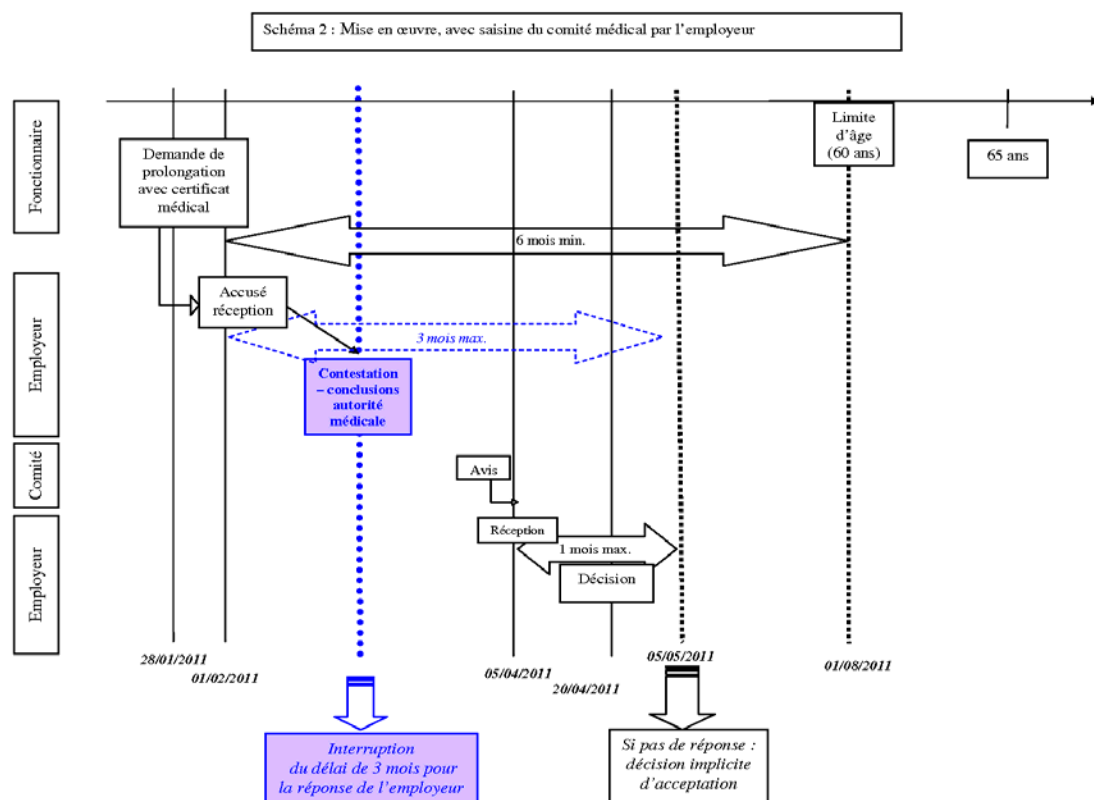 Schéma 2 : Mise en œuvre, avec saisine du comité médical par l'employeur
Fonctionnaire
Demande de
prolongation
avec certificat
médical
Limite
d'âge
(60 ans)
65 ans
6 mois min.
Employeur
Accusé
réception
3 mois max.
Contestation
– conclusions
autorité
médicale
Comité
Avis
Employeur
Réception
1 mois max.
Décision
28/01/2011
01/02/2011
05/04/2011
20/04/2011
05/05/2011
01/08/2011
Interruption
du délai de 3 mois pour
la réponse de l'employeur
Si pas de réponse :
décision implicite
d'acceptation